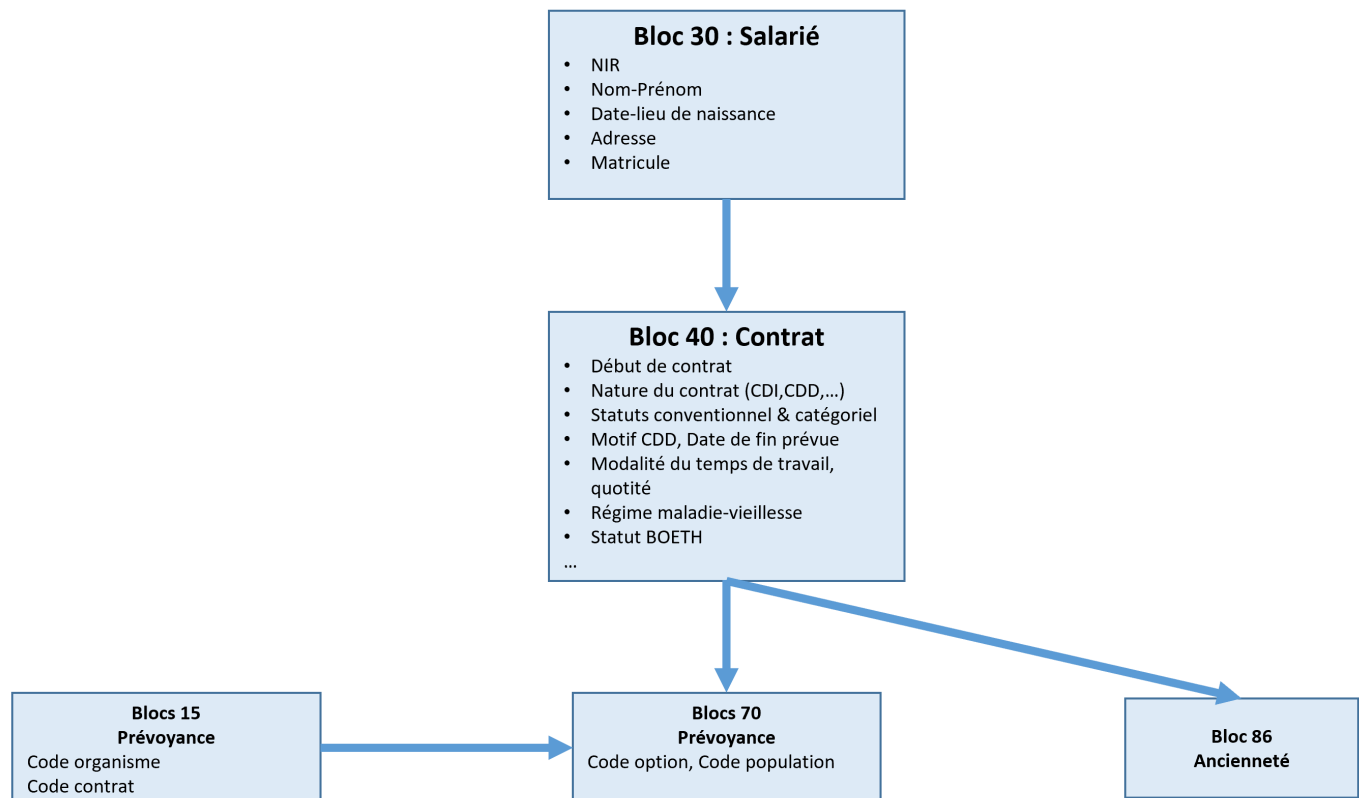 Bloc 30 : Salarié
• NIR
• Nom-Prénom
• Date-lieu de naissance
• Adresse
• Matricule
Bloc 40 : Contrat
• Début de contrat
• Nature du contrat (CDI,CDD,...)
• Statuts conventionnel & catégoriel
• Motif CDD, Date de fin prévue
• Modalité du temps de travail,
quotité
• Régime maladie-vieillesse
• Statut BOETH
...
Blocs 15
Prévoyance
Code organisme
Code contrat
Blocs 70
Prévoyance
Code option, Code population
Bloc 86
Ancienneté